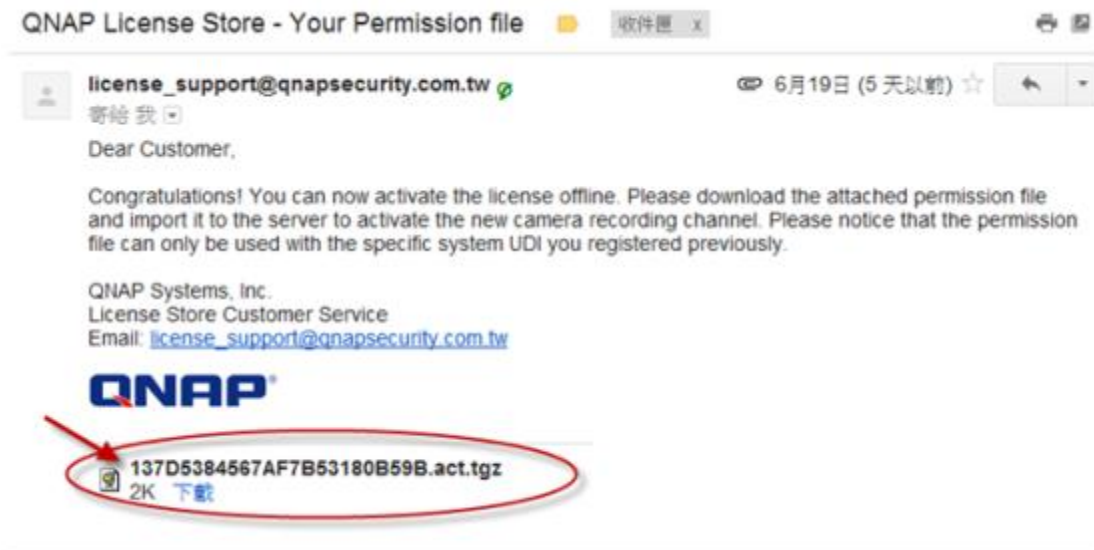 QNAP License Store - Your Permission file 收件匣 x
license_support@qnapsecurity.com.tw 6月19日 (5 天以前)
寄給 我
Dear Customer,
Congratulations! You can now activate the license offline. Please download the attached permission file
and import it to the server to activate the new camera recording channel. Please notice that the permission
file can only be used with the specific system UDI you registered previously.
QNAP Systems, Inc.
License Store Customer Service
Email: license_support@qnapsecurity.com.tw
QNAP
137D5384567AF7B53180B59B.act.tgz
2K 下載